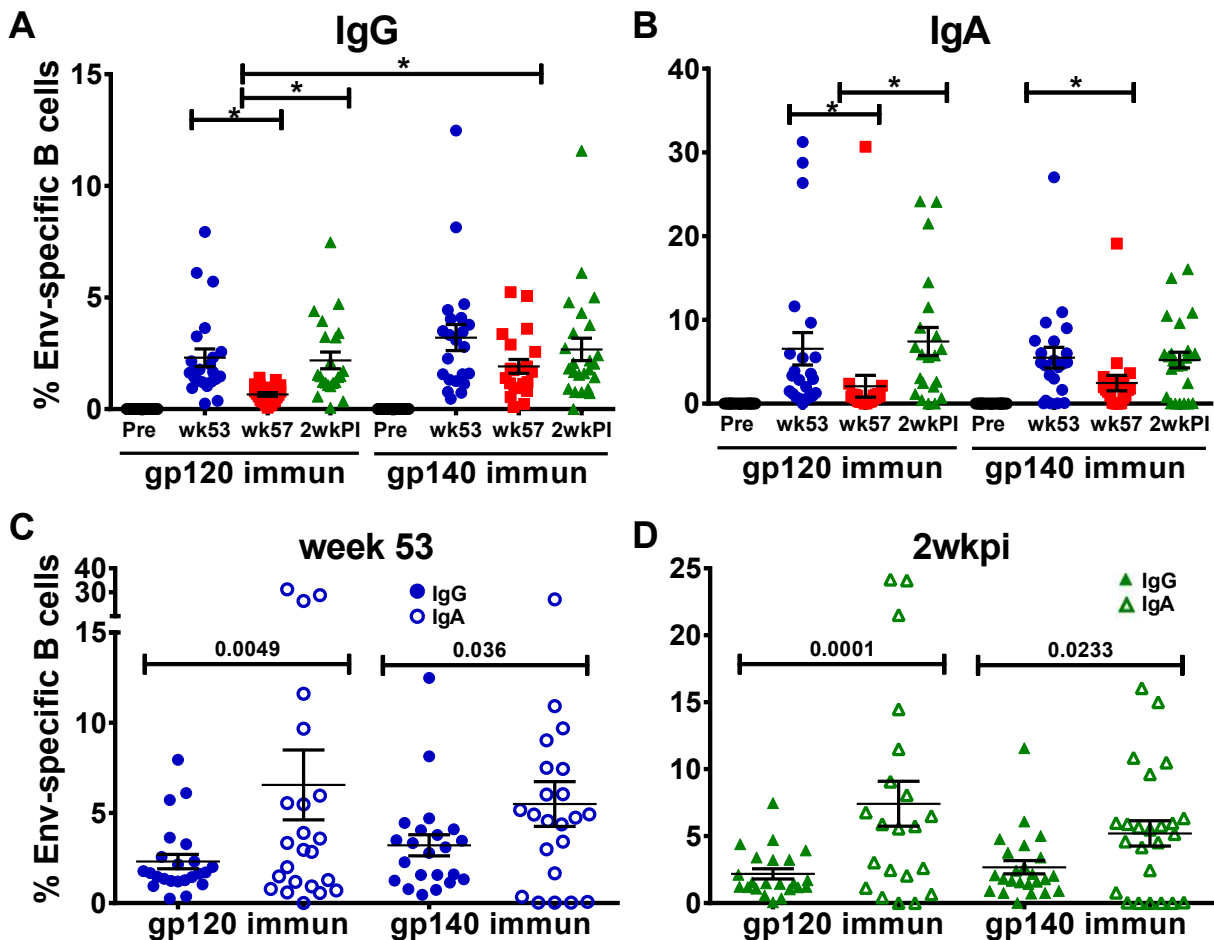 A
IgG
% Env-specific B cells
15
10
5
0
*
*
*
Pre wk53 wk57 2wkPI Pre wk53 wk57 2wkPI
gp120 immun gp140 immun
B
IgA
40
30
20
10
0
*
*
*
Pre wk53 wk57 2wkPI Pre wk53 wk57 2wkPI
gp120 immun gp140 immun
C
week 53
% Env-specific B cells
40
30
15
10
5
0
IgG
IgA
0.0049 0.036
gp120 immun gp140 immun
D
2wkpi
25
20
15
10
5
0
IgG
IgA
0.0001 0.0233
gp120 immun gp140 immun